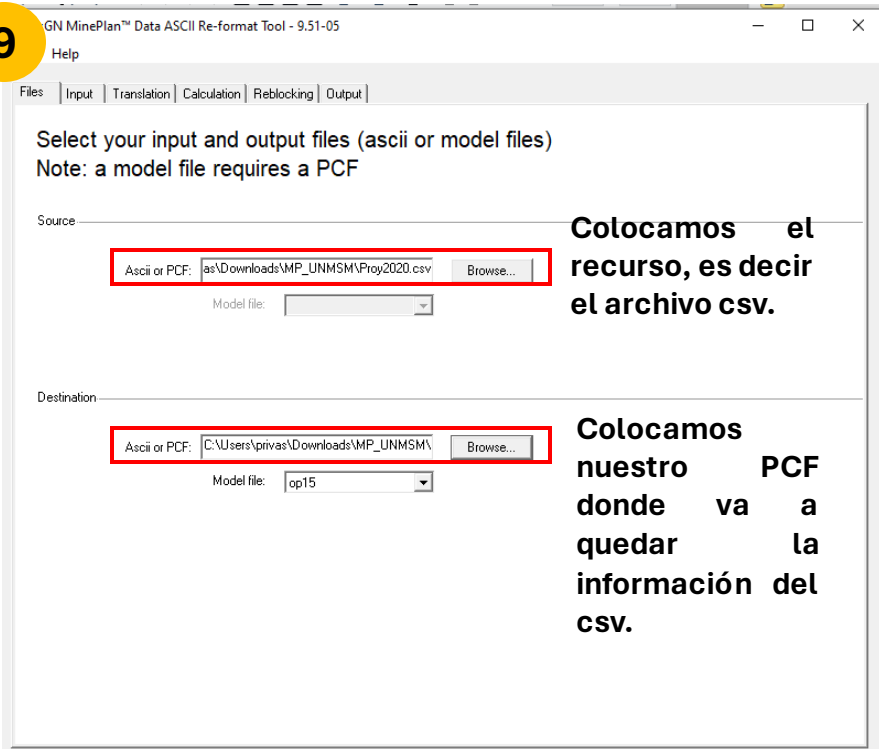 9
GN MinePlan™ Data ASCII Re-format Tool - 9.51-05
Help
Files Input Translation Calculation Reblocking Output
Select your input and output files (ascii or model files)
Note: a model file requires a PCF
Source
Ascii or PCF: as\Downloads\MP_UNMSM\Proy2020.csv Browse...
Model file:
Colocamos el
recurso, es decir
el archivo csv.
Destination
Ascii or PCF: C:\Users\privas\Downloads\MP_UNMSM\ Browse...
Model file: op15
Colocamos
nuestro PCF
donde va a
quedar la
información del
csv.